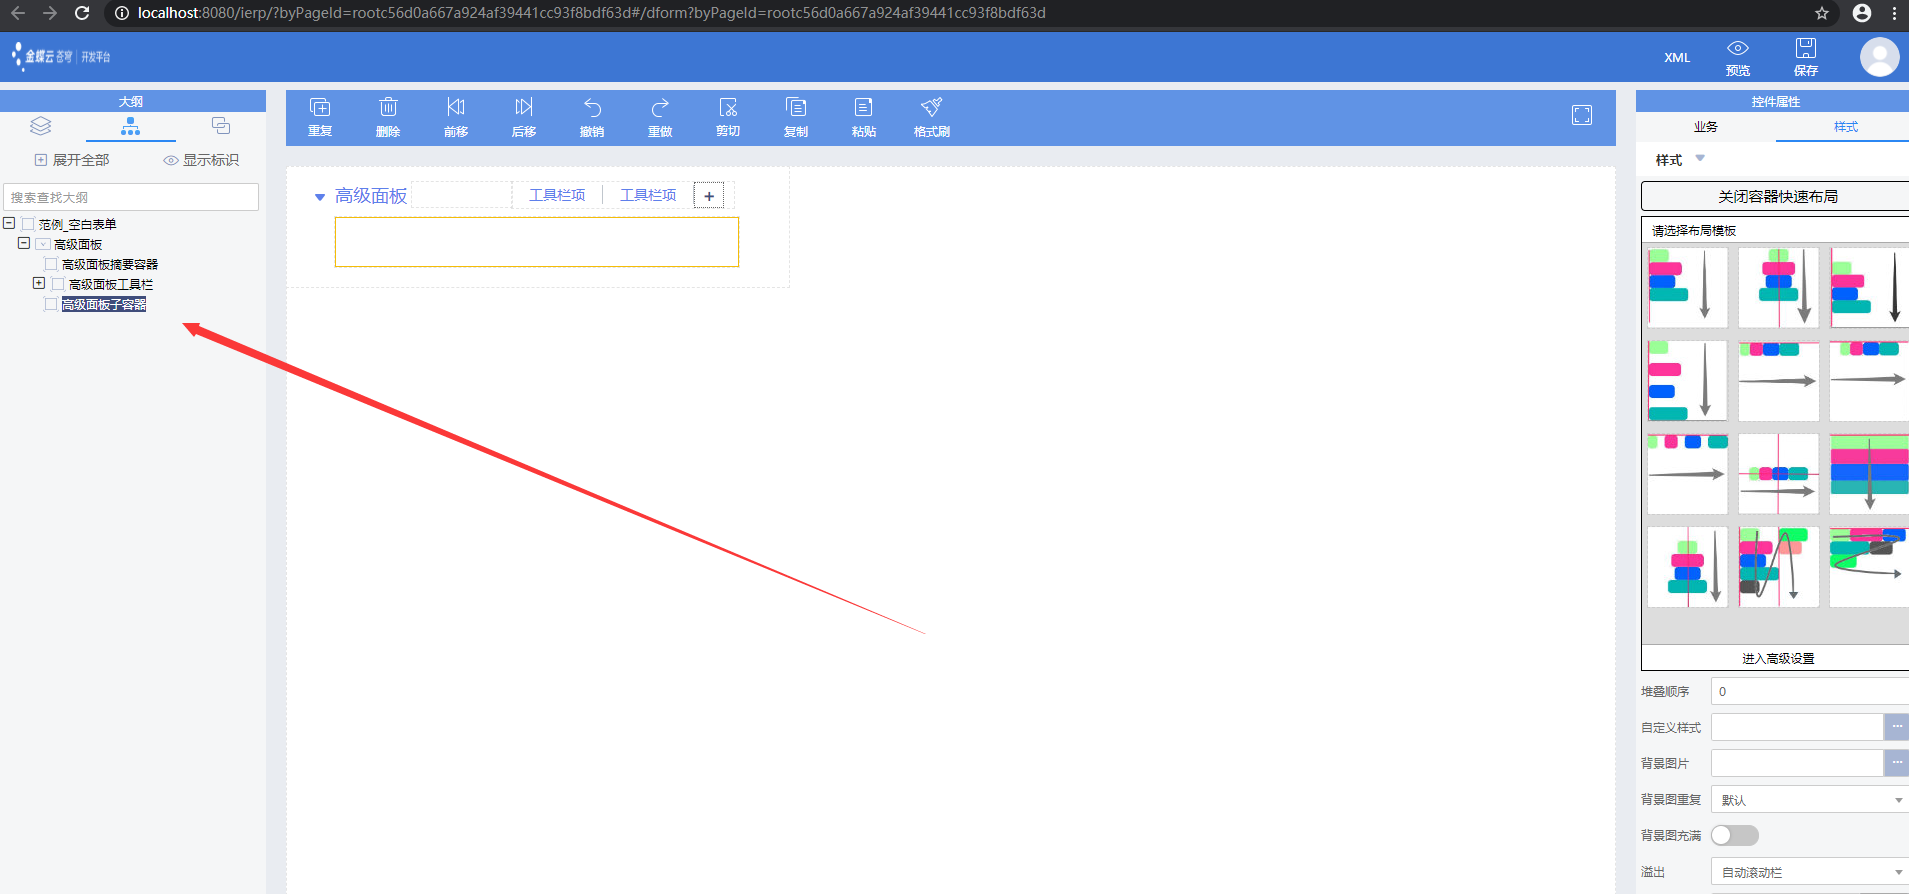 localhost:8080/ierp/?byPageId=rootc56d0a667a924af39441cc93f8bdf63d#/dform?byPageId=rootc56d0a667a924af39441cc93f8bdf63d
金蝶云 苍穹 | 开发平台
XML
预览
保存
大纲
展开全部
显示标识
搜索查找大纲
范例_空白表单
高级面板
高级面板摘要容器
高级面板工具栏
高级面板子容器
重复
删除
前移
后移
撤销
重做
剪切
复制
粘贴
格式刷
高级面板
工具栏项
工具栏项
+
控件属性
业务
样式
样式
关闭容器快速布局
请选择布局模板
进入高级设置
堆叠顺序
0
自定义样式
...
背景图片
...
背景图重复
默认
背景图充满
溢出
自动滚动栏